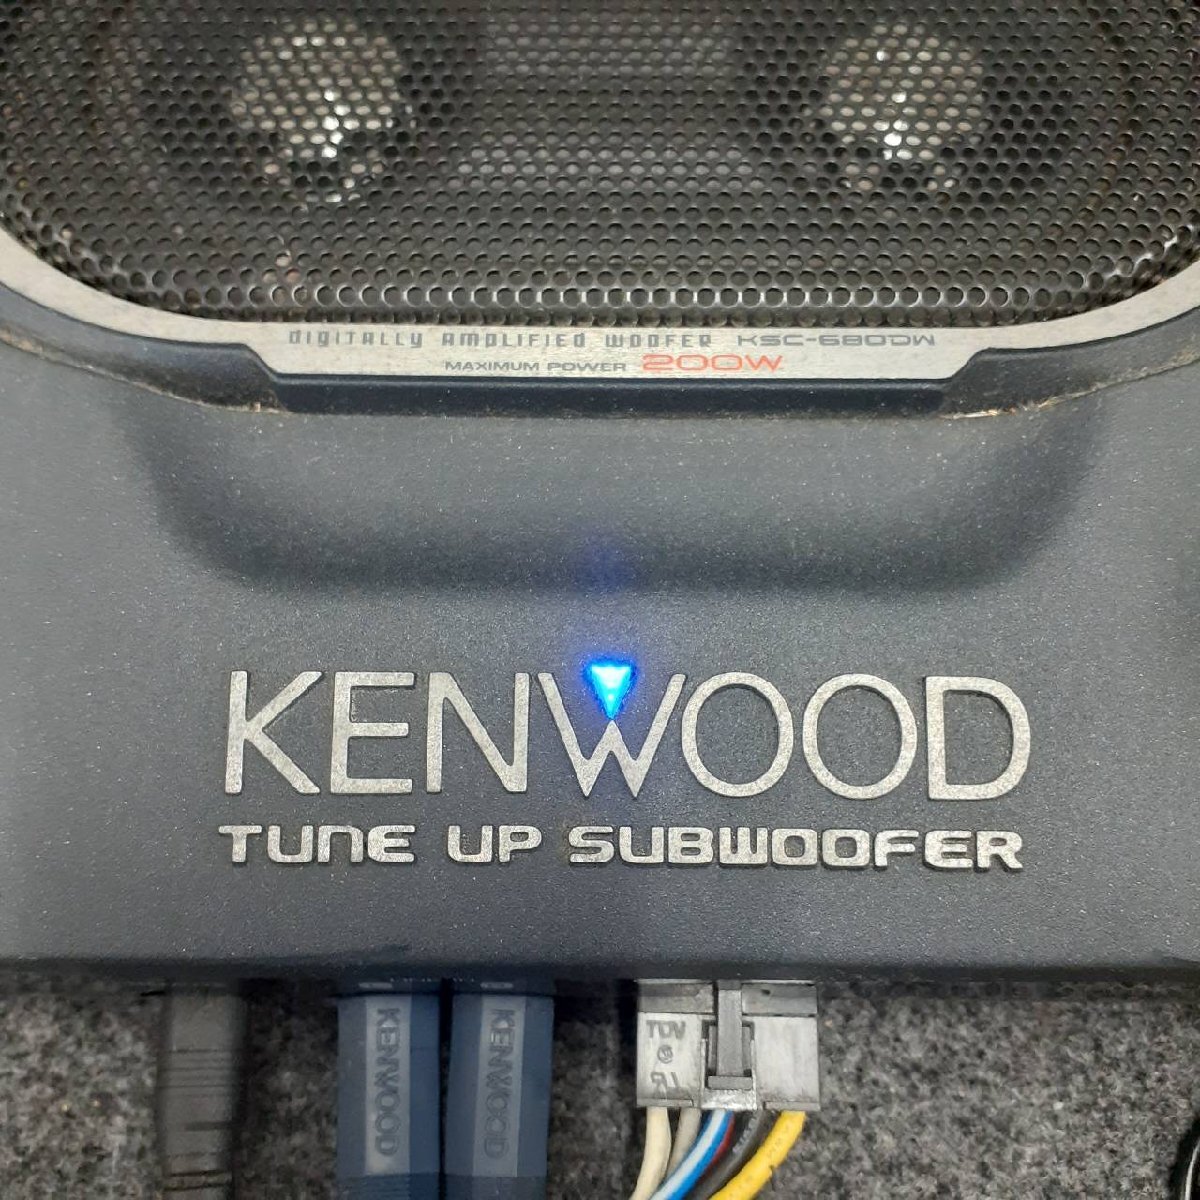 DIGITALLY AMPLIFIED WOOFER KSC-680DW
MAXIMUM POWER 200W
KENWOOD
TUNE UP SUBWOOFER
KENWOOD
KENWOOD